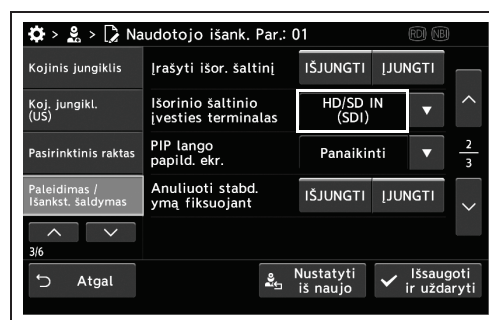 > > Naudotojo išank. Par.: 01 RDI NBI
Kojinis jungiklis
Įrašyti išor. šaltinį IŠJUNGTI ĮJUNGTI
Koj. jungikl.
(US)
Išorinio šaltinio
įvesties terminalas
HD/SD IN
(SDI)
Pasirinktinis raktas
PIP lango
papild. ekr.
Panaikinti
2
3
Paleidimas /
Išankst. šaldymas
Anuliuoti stabd.
ymą fiksuojant
IŠJUNGTI ĮJUNGTI
3/6
Atgal
Nustatyti
iš naujo
Išsaugoti
ir uždaryti